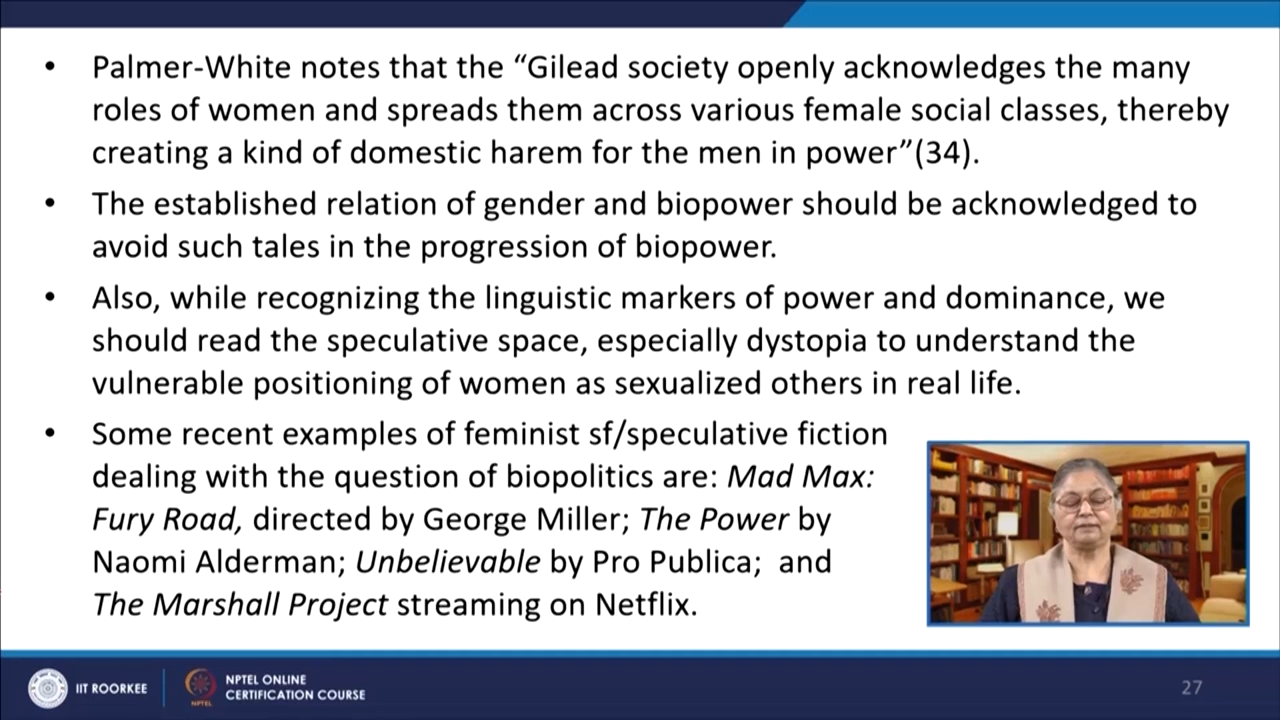 • Palmer-White notes that the “Gilead society openly acknowledges the many
roles of women and spreads them across various female social classes, thereby
creating a kind of domestic harem for the men in power”(34).
• The established relation of gender and biopower should be acknowledged to
avoid such tales in the progression of biopower.
• Also, while recognizing the linguistic markers of power and dominance, we
should read the speculative space, especially dystopia to understand the
vulnerable positioning of women as sexualized others in real life.
• Some recent examples of feminist sf/speculative fiction
dealing with the question of biopolitics are: Mad Max:
Fury Road, directed by George Miller; The Power by
Naomi Alderman; Unbelievable by Pro Publica; and
The Marshall Project streaming on Netflix.
IIT ROORKEE
NPTEL
NPTEL ONLINE
CERTIFICATION COURSE
27